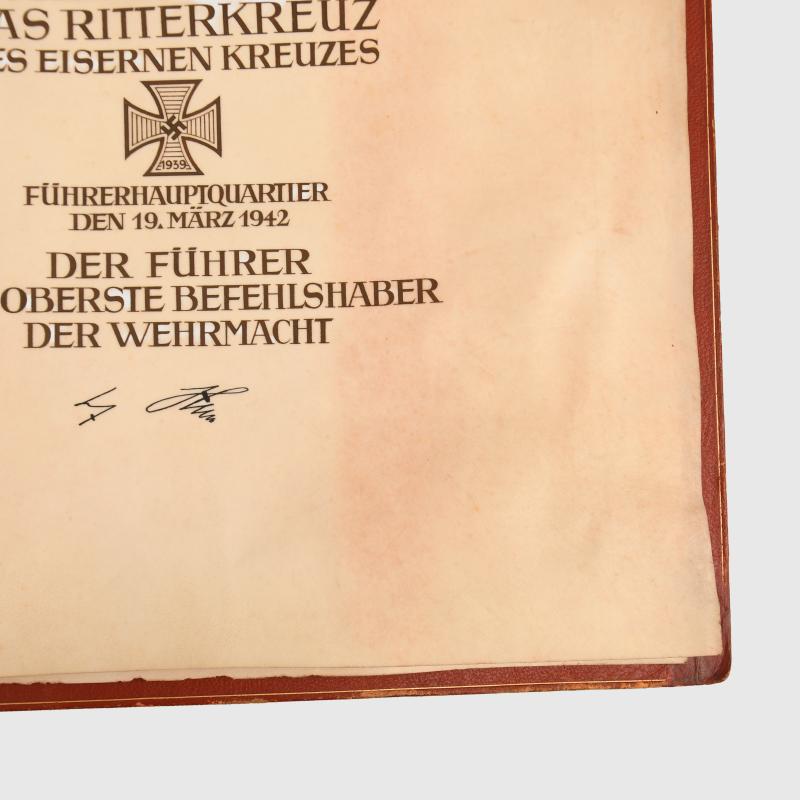 AS RITTERKREUZ
ES EISERNEN KREUZES
1939
FÜHRERHAUPTQUARTIER
DEN 19. MÄRZ 1942
DER FÜHRER
OBERSTE BEFEHLSHABER
DER WEHRMACHT